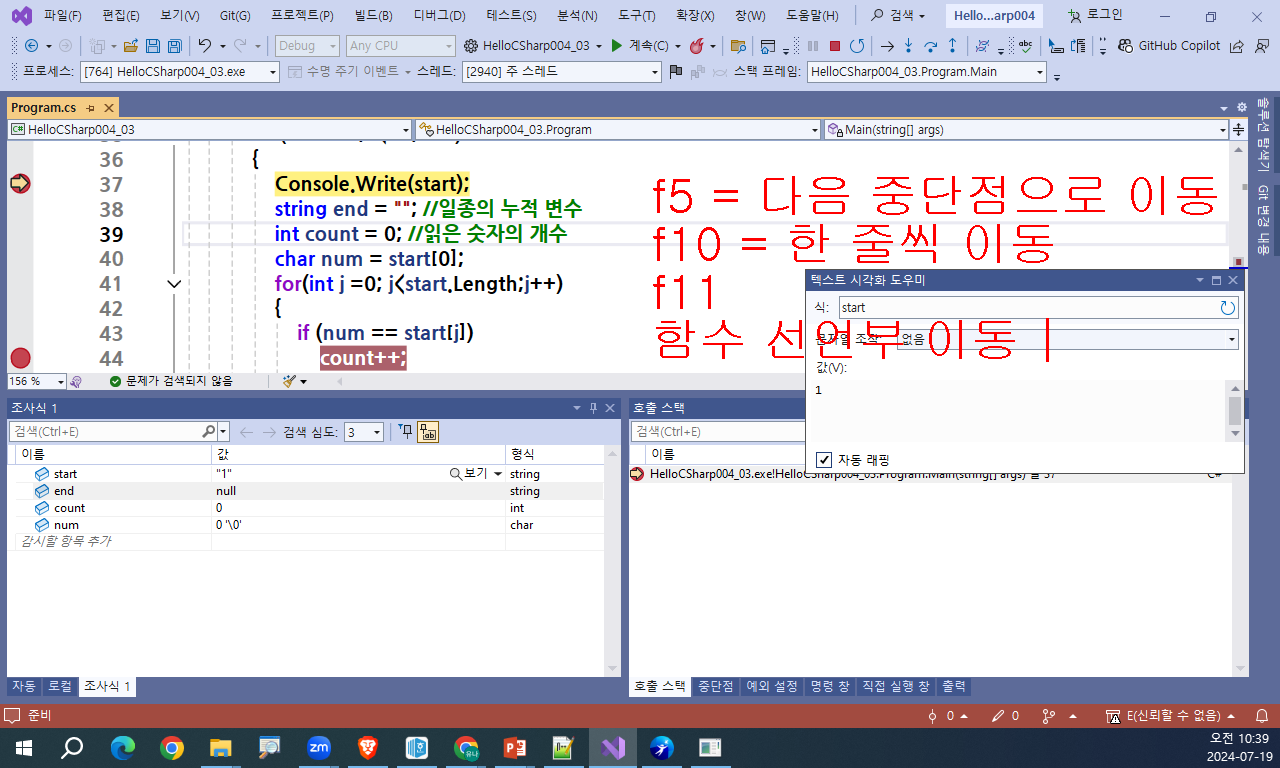 파일(F) 편집(E) 보기(V) Git(G) 프로젝트(P) 빌드(B) 디버그(D) 테스트(S) 분석(N) 도구(T) 확장(X) 창(W) 도움말(H) 검색 Hello...arp004 로그인
Debug Any CPU HelloCSharp004_03 계속(C) GitHub Copilot
프로세스: [764] HelloCSharp004_03.exe 수명 주기 이벤트 스레드: [2940] 주 스레드 스택 프레임: HelloCSharp004_03.Program.Main
Program.cs
HelloCSharp004_03 HelloCSharp004_03.Program Main(string[] args)
솔루션 탐색기
Git 변경 내용
36 {
37 Console.Write(start);
38 string end = ""; //일종의 누적 변수
39 int count = 0; //읽은 숫자의 개수
40 char num = start[0];
41 for(int j =0; j<start.Length;j++)
42 {
43 if (num == start[j])
44 count++;
f5 = 다음 중단점으로 이동
f10 = 한 줄씩 이동
f11
함수 선언부 이동
156 % 문제가 검색되지 않음
텍스트 시각화 도우미
식: start
문자열 조작: 없음
값(V):
1
자동 래핑
조사식 1
검색(Ctrl+E) 검색 심도: 3
이름 값 형식
start "1" 보기 string
end null string
count 0 int
num 0 '\0' char
감시할 항목 추가
자동 로컬 조사식 1
호출 스택
검색(Ctrl+E)
이름
HelloCSharp004_03.exe!HelloCSharp004_03.Program.Main(string[] args) 줄 37 C#
호출 스택 중단점 예외 설정 명령 창 직접 실행 창 출력
준비 0 0 E(신뢰할 수 없음)
zm 유나
오전 10:39
2024-07-19